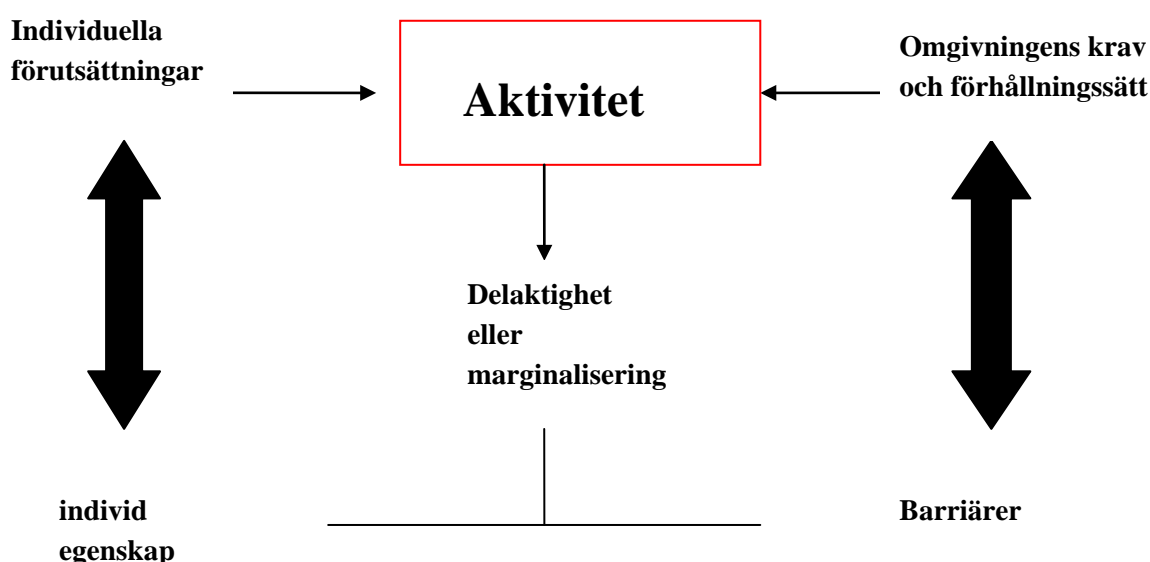 Individuella
förutsättningar
Aktivitet
Omgivningens krav
och förhållningssätt
Delaktighet
eller
marginalisering
individ
egenskap
Barriärer